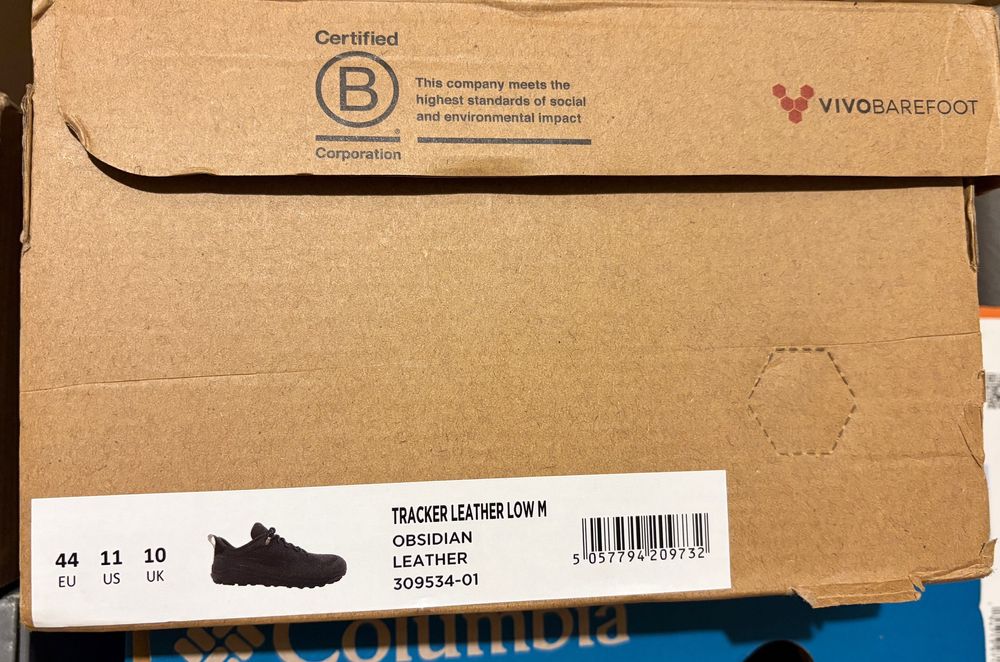 Certified
B
This company meets the
highest standards of social
and environmental impact
®
Corporation
VIVOBAREFOOT
44 11 10
EU US UK
TRACKER LEATHER LOW M
OBSIDIAN
LEATHER
309534-01
5 057794 209732
Columbia